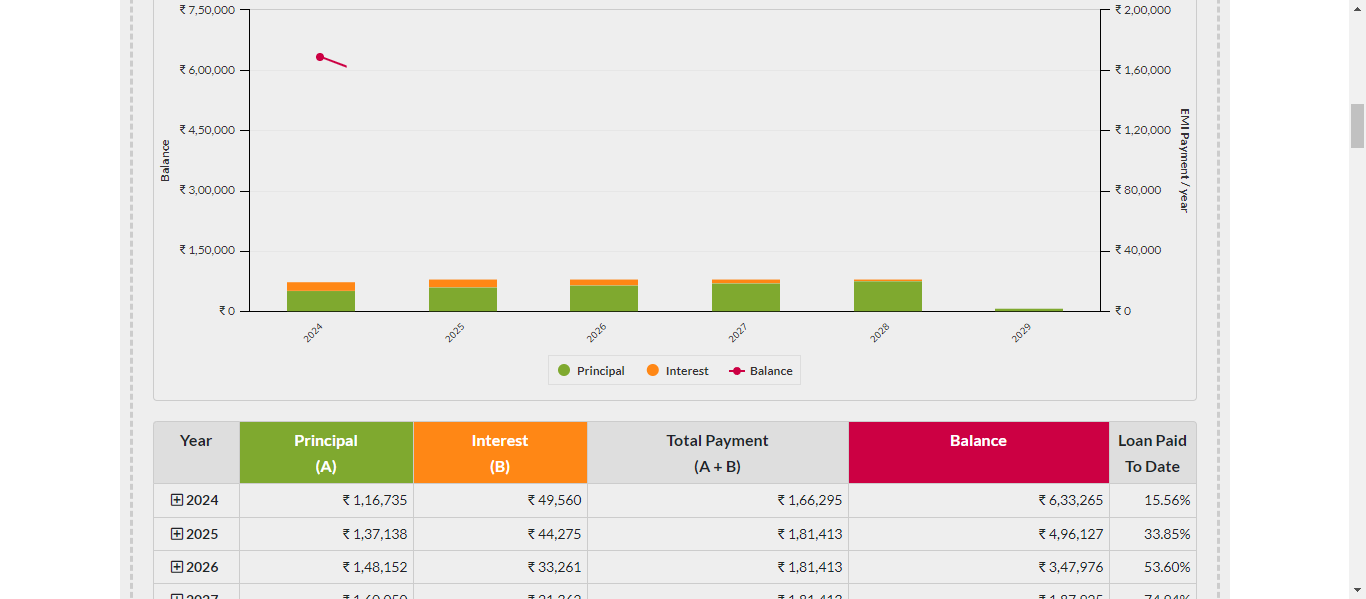 ₹ 7,50,000
₹ 2,00,000
₹ 6,00,000
₹ 1,60,000
₹ 4,50,000
₹ 1,20,000
₹ 3,00,000
₹ 80,000
₹ 1,50,000
₹ 40,000
₹ 0
₹ 0
Balance
EMI Payment / year
2024 2025 2026 2027 2028 2029
Principal Interest Balance
Year Principal Interest Total Payment Balance Loan Paid
(A) (B) (A + B) To Date
2024 ₹ 1,16,735 ₹ 49,560 ₹ 1,66,295 ₹ 6,33,265 15.56%
2025 ₹ 1,37,138 ₹ 44,275 ₹ 1,81,413 ₹ 4,96,127 33.85%
2026 ₹ 1,48,152 ₹ 33,261 ₹ 1,81,413 ₹ 3,47,976 53.60%